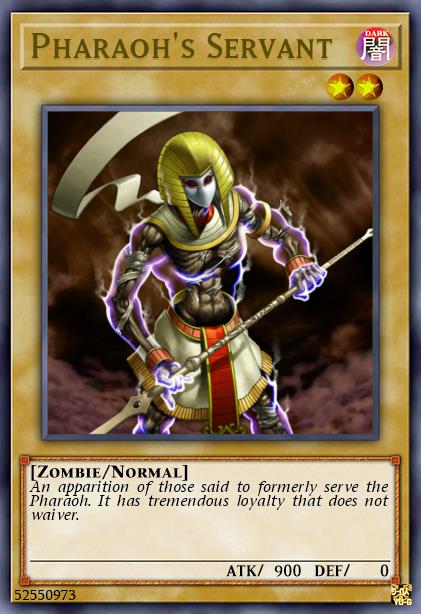 Pharaoh's Servant
DARK
闇
[Zombie/Normal]
An apparition of those said to formerly serve the
Pharaoh. It has tremendous loyalty that does not
waiver.
ATK/ 900 DEF/ 0
52550973